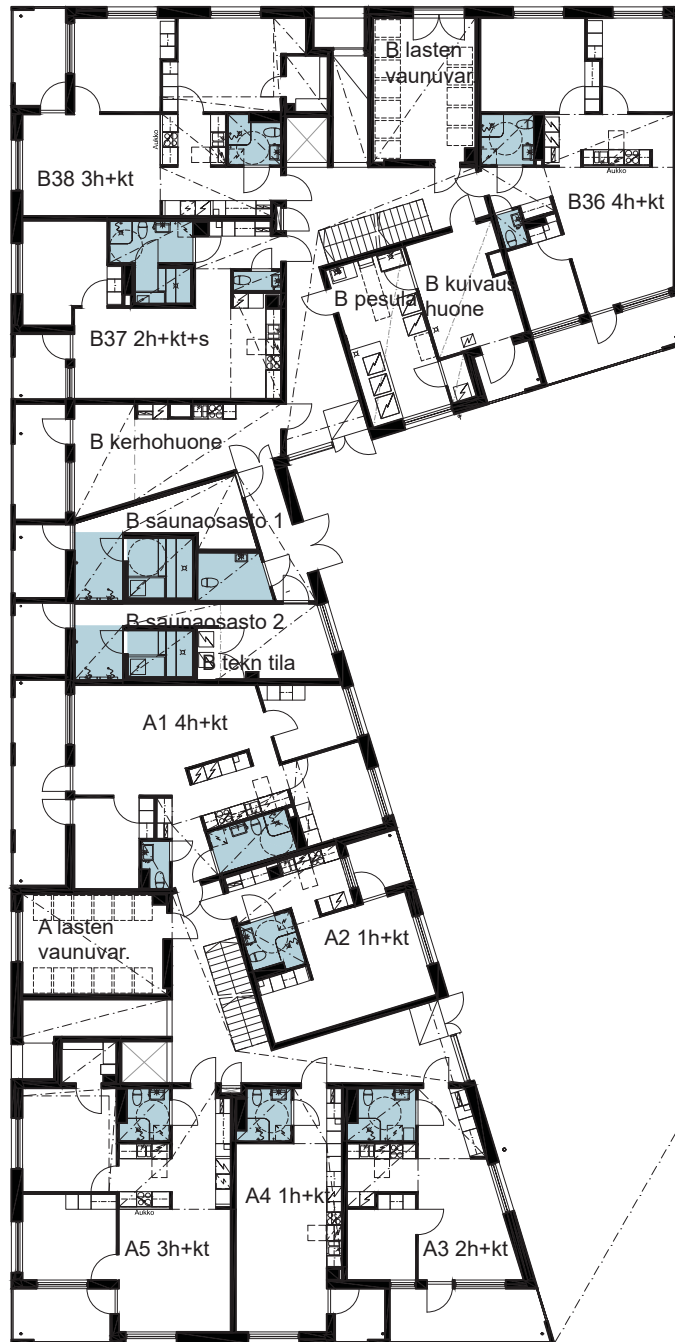 B lasten
vaunuvar.
Aukko
B38 3h+kt
Aukko
B36 4h+kt
B pesula
B kuivaus
huone
B37 2h+kt+s
B kerhohuone
B saunaosasto 1
B saunaosasto 2
B tekn tila
A1 4h+kt
A lasten
vaunuvar.
A2 1h+kt
A4 1h+kt
Aukko
A5 3h+kt
A3 2h+kt